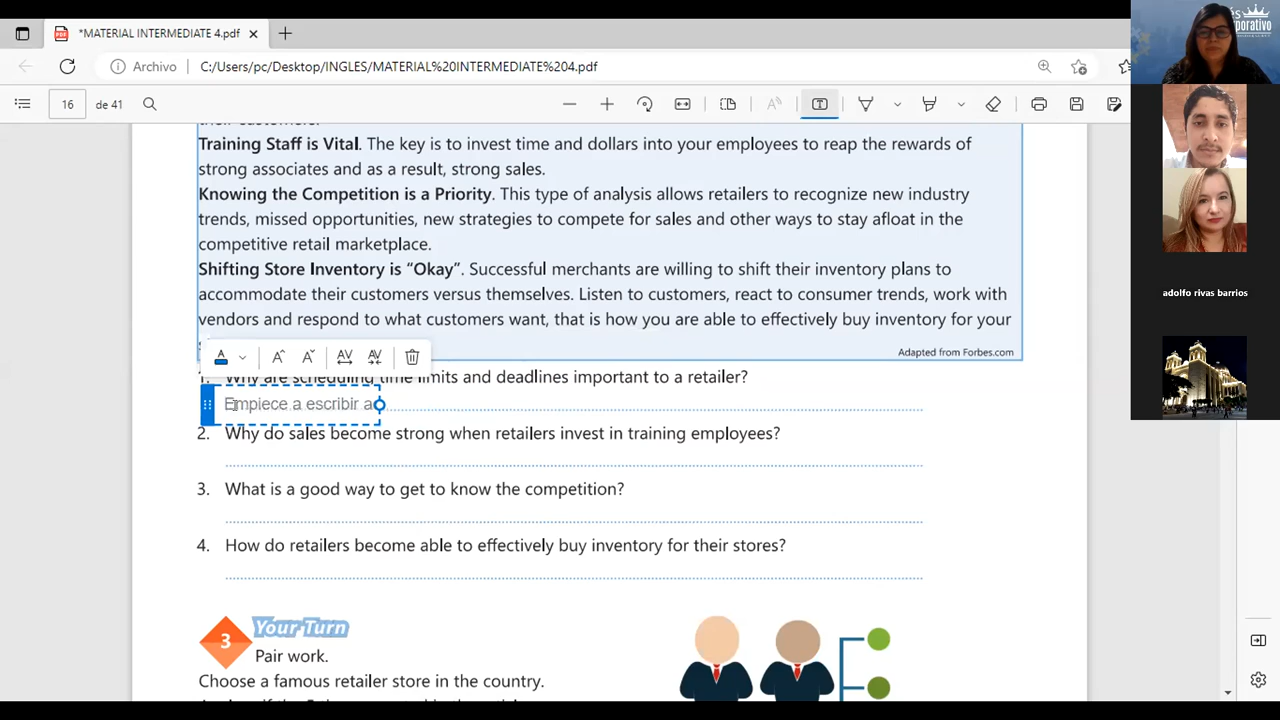 *MATERIAL INTERMEDIATE 4.pdf
Archivo
C:/Users/pc/Desktop/INGLES/MATERIAL%20INTERMEDIATE%204.pdf
16
de 41
Training Staff is Vital. The key is to invest time and dollars into your employees to reap the rewards of
strong associates and as a result, strong sales.
Knowing the Competition is a Priority. This type of analysis allows retailers to recognize new industry
trends, missed opportunities, new strategies to compete for sales and other ways to stay afloat in the
competitive retail marketplace.
Shifting Store Inventory is “Okay”. Successful merchants are willing to shift their inventory plans to
accommodate their customers versus themselves. Listen to customers, react to consumer trends, work with
vendors and respond to what customers want, that is how you are able to effectively buy inventory for your
Adapted from Forbes.com
1. Why are scheduling time limits and deadlines important to a retailer?
Empiece a escribir a
2. Why do sales become strong when retailers invest in training employees?
3. What is a good way to get to know the competition?
4. How do retailers become able to effectively buy inventory for their stores?
3
Your Turn
Pair work.
Choose a famous retailer store in the country.
adolfo rivas barrios